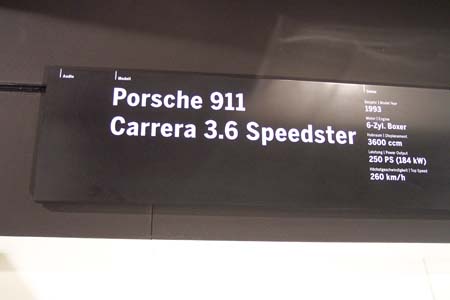 Audio
Modell
Porsche 911
Carrera 3.6 Speedster
Baujahr | Model Year
1993
Motor | Engine
6-Zyl. Boxer
Hubraum | Displacement
3600 ccm
Leistung | Power Output
250 PS (184 kW)
Höchstgeschwindigkeit | Top Speed
260 km/h